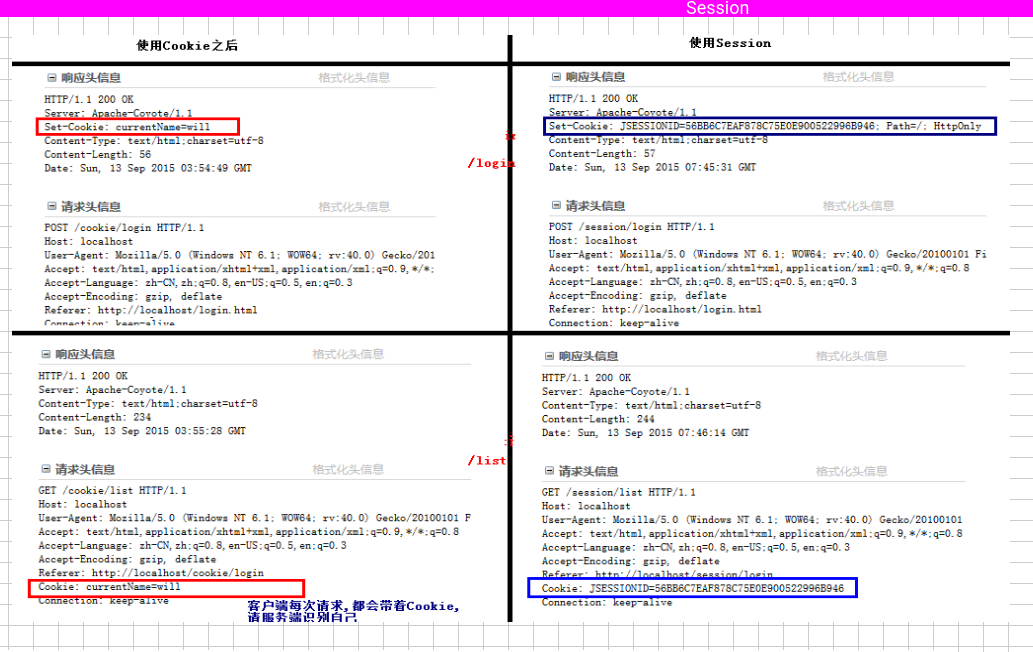 Session
使用Cookie之后
响应头信息 格式化头信息
HTTP/1.1 200 OK
Server: Apache-Coyote/1.1
Set-Cookie: currentName=will
Content-Type: text/html;charset=utf-8
Content-Length: 56
Date: Sun, 13 Sep 2015 03:54:49 GMT
请求头信息 格式化头信息
POST /cookie/login HTTP/1.1
Host: localhost
User-Agent: Mozilla/5.0 (Windows NT 6.1; WOW64; rv:40.0) Gecko/201
Accept: text/html,application/xhtml+xml,application/xml;q=0.9,*/*;
Accept-Language: zh-CN,zh;q=0.8,en-US;q=0.5,en;q=0.3
Accept-Encoding: gzip, deflate
Referer: http://localhost/login.html
Connection: keep-alive
使用Session
响应头信息 格式化头信息
HTTP/1.1 200 OK
Server: Apache-Coyote/1.1
Set-Cookie: JSESSIONID=56BB6C7EAF878C75E0E900522996B946; Path=/; HttpOnly
Content-Type: text/html;charset=utf-8
Content-Length: 57
Date: Sun, 13 Sep 2015 07:45:31 GMT
请求头信息 格式化头信息
POST /session/login HTTP/1.1
Host: localhost
User-Agent: Mozilla/5.0 (Windows NT 6.1; WOW64; rv:40.0) Gecko/20100101 Fi
Accept: text/html,application/xhtml+xml,application/xml;q=0.9,*/*;q=0.8
Accept-Language: zh-CN,zh;q=0.8,en-US;q=0.5,en;q=0.3
Accept-Encoding: gzip, deflate
Referer: http://localhost/login.html
Connection: keep-alive
/login
响应头信息 格式化头信息
HTTP/1.1 200 OK
Server: Apache-Coyote/1.1
Content-Type: text/html;charset=utf-8
Content-Length: 234
Date: Sun, 13 Sep 2015 03:55:28 GMT
请求头信息 格式化头信息
GET /cookie/list HTTP/1.1
Host: localhost
User-Agent: Mozilla/5.0 (Windows NT 6.1; WOW64; rv:40.0) Gecko/20100101 F
Accept: text/html,application/xhtml+xml,application/xml;q=0.9,*/*;q=0.8
Accept-Language: zh-CN,zh;q=0.8,en-US;q=0.5,en;q=0.3
Accept-Encoding: gzip, deflate
Referer: http://localhost/cookie/login
Cookie: currentName=will
Connection: keep-alive
客户端每次请求,都会带着Cookie,
请服务端识别自己
/list
响应头信息 格式化头信息
HTTP/1.1 200 OK
Server: Apache-Coyote/1.1
Content-Type: text/html;charset=utf-8
Content-Length: 244
Date: Sun, 13 Sep 2015 07:46:14 GMT
请求头信息 格式化头信息
GET /session/list HTTP/1.1
Host: localhost
User-Agent: Mozilla/5.0 (Windows NT 6.1; WOW64; rv:40.0) Gecko/20100101
Accept: text/html,application/xhtml+xml,application/xml;q=0.9,*/*;q=0.8
Accept-Language: zh-CN,zh;q=0.8,en-US;q=0.5,en;q=0.3
Accept-Encoding: gzip, deflate
Referer: http://localhost/session/login
Cookie: JSESSIONID=56BB6C7EAF878C75E0E900522996B946
Connection: keep-alive